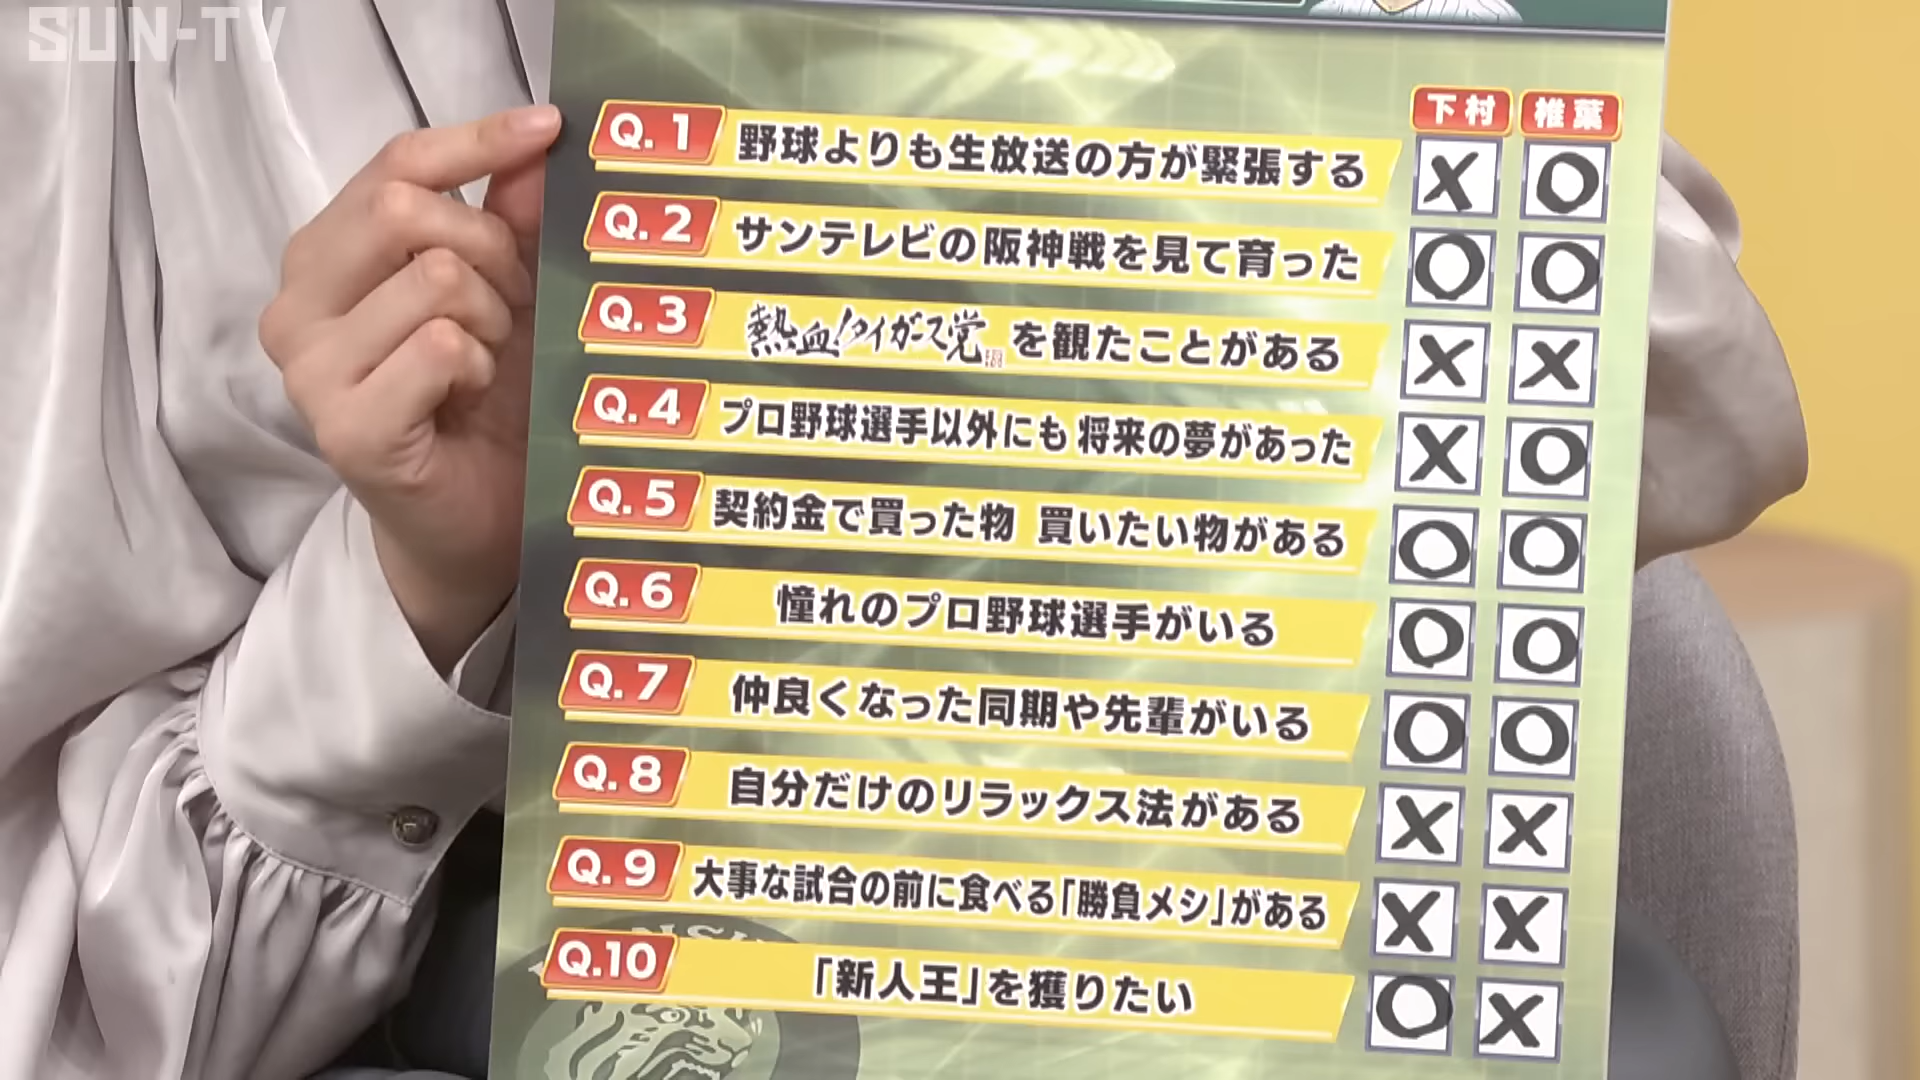 SUN-TV
下村 椎葉
Q.1 野球よりも生放送の方が緊張する X O
Q.2 サンテレビの阪神戦を見て育った O O
Q.3 熱血!タイガース党を観たことがある X X
Q.4 プロ野球選手以外にも 将来の夢があった X O
Q.5 契約金で買った物 買いたい物がある O O
Q.6 憧れのプロ野球選手がいる O O
Q.7 仲良くなった同期や先輩がいる O O
Q.8 自分だけのリラックス法がある X X
Q.9 大事な試合の前に食べる「勝負メシ」がある X X
Q.10 「新人王」を獲りたい O X